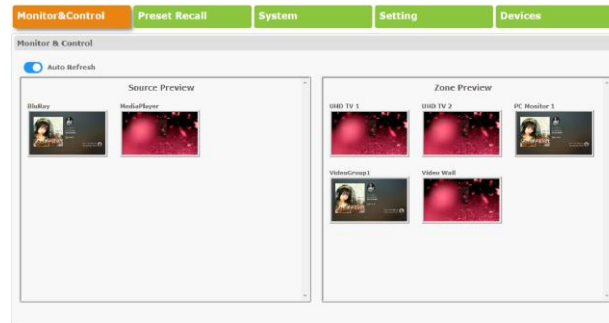 Monitor&Control Preset Recall System Setting Devices
Monitor & Control
Auto Refresh
Source Preview
BluRay MediaPlayer
Zone Preview
UHD TV 1 UHD TV 2 PC Monitor 1
VideoGroup1 Video Wall